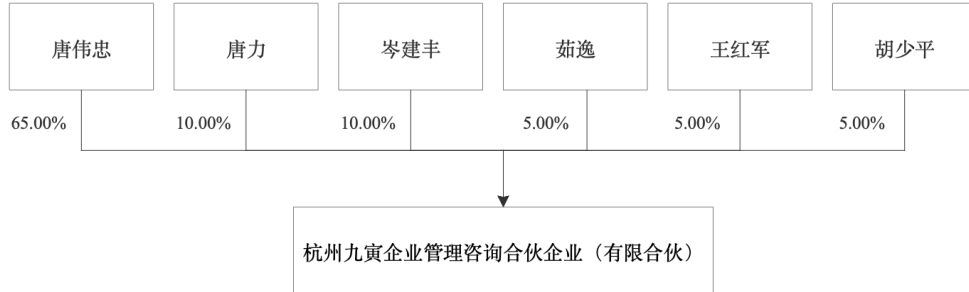 唐伟忠
唐力
岑建丰
茹逸
王红军
胡少平
65.00%
10.00%
10.00%
5.00%
5.00%
5.00%
杭州九寅企业管理咨询合伙企业（有限合伙）